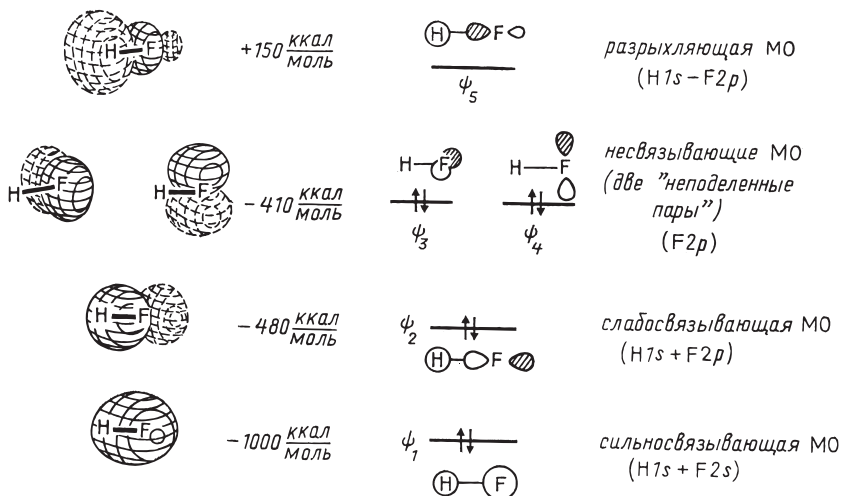 H F +150 ккал/моль H F ψ5 разрыхляющая МО
(H1s – F2p)
H F H F −410 ккал/моль H F ψ3 H F ψ4 несвязывающие МО
(две "неподеленные
пары")
(F2p)
H F −480 ккал/моль ψ2 H F слабосвязывающая МО
(H1s + F2p)
H F −1000 ккал/моль ψ1 H F сильносвязывающая МО
(H1s + F2s)